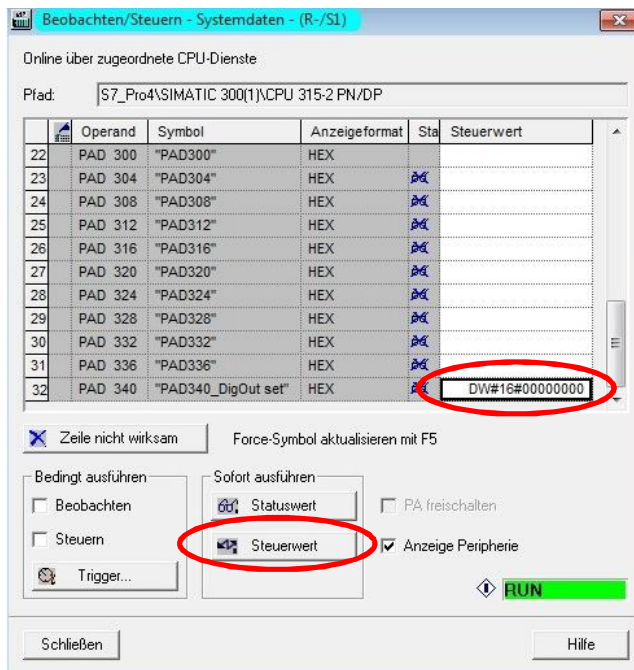 Beobachten/Steuern - Systemdaten - (R-/S1)
Online über zugeordnete CPU-Dienste
Pfad: S7_Pro4\SIMATIC 300(1)\CPU 315-2 PN/DP
Operand Symbol Anzeigeformat Sta Steuerwert
22 PAD 300 "PAD300" HEX
23 PAD 304 "PAD304" HEX
24 PAD 308 "PAD308" HEX
25 PAD 312 "PAD312" HEX
26 PAD 316 "PAD316" HEX
27 PAD 320 "PAD320" HEX
28 PAD 324 "PAD324" HEX
29 PAD 328 "PAD328" HEX
30 PAD 332 "PAD332" HEX
31 PAD 336 "PAD336" HEX
32 PAD 340 "PAD340_DigOut set" HEX DW#16#00000000
Zeile nicht wirksam Force-Symbol aktualisieren mit F5
Bedingt ausführen Sofort ausführen
Beobachten Statuswert PA freischalten
Steuern Steuerwert Anzeige Peripherie
Trigger...
RUN
Schließen Hilfe